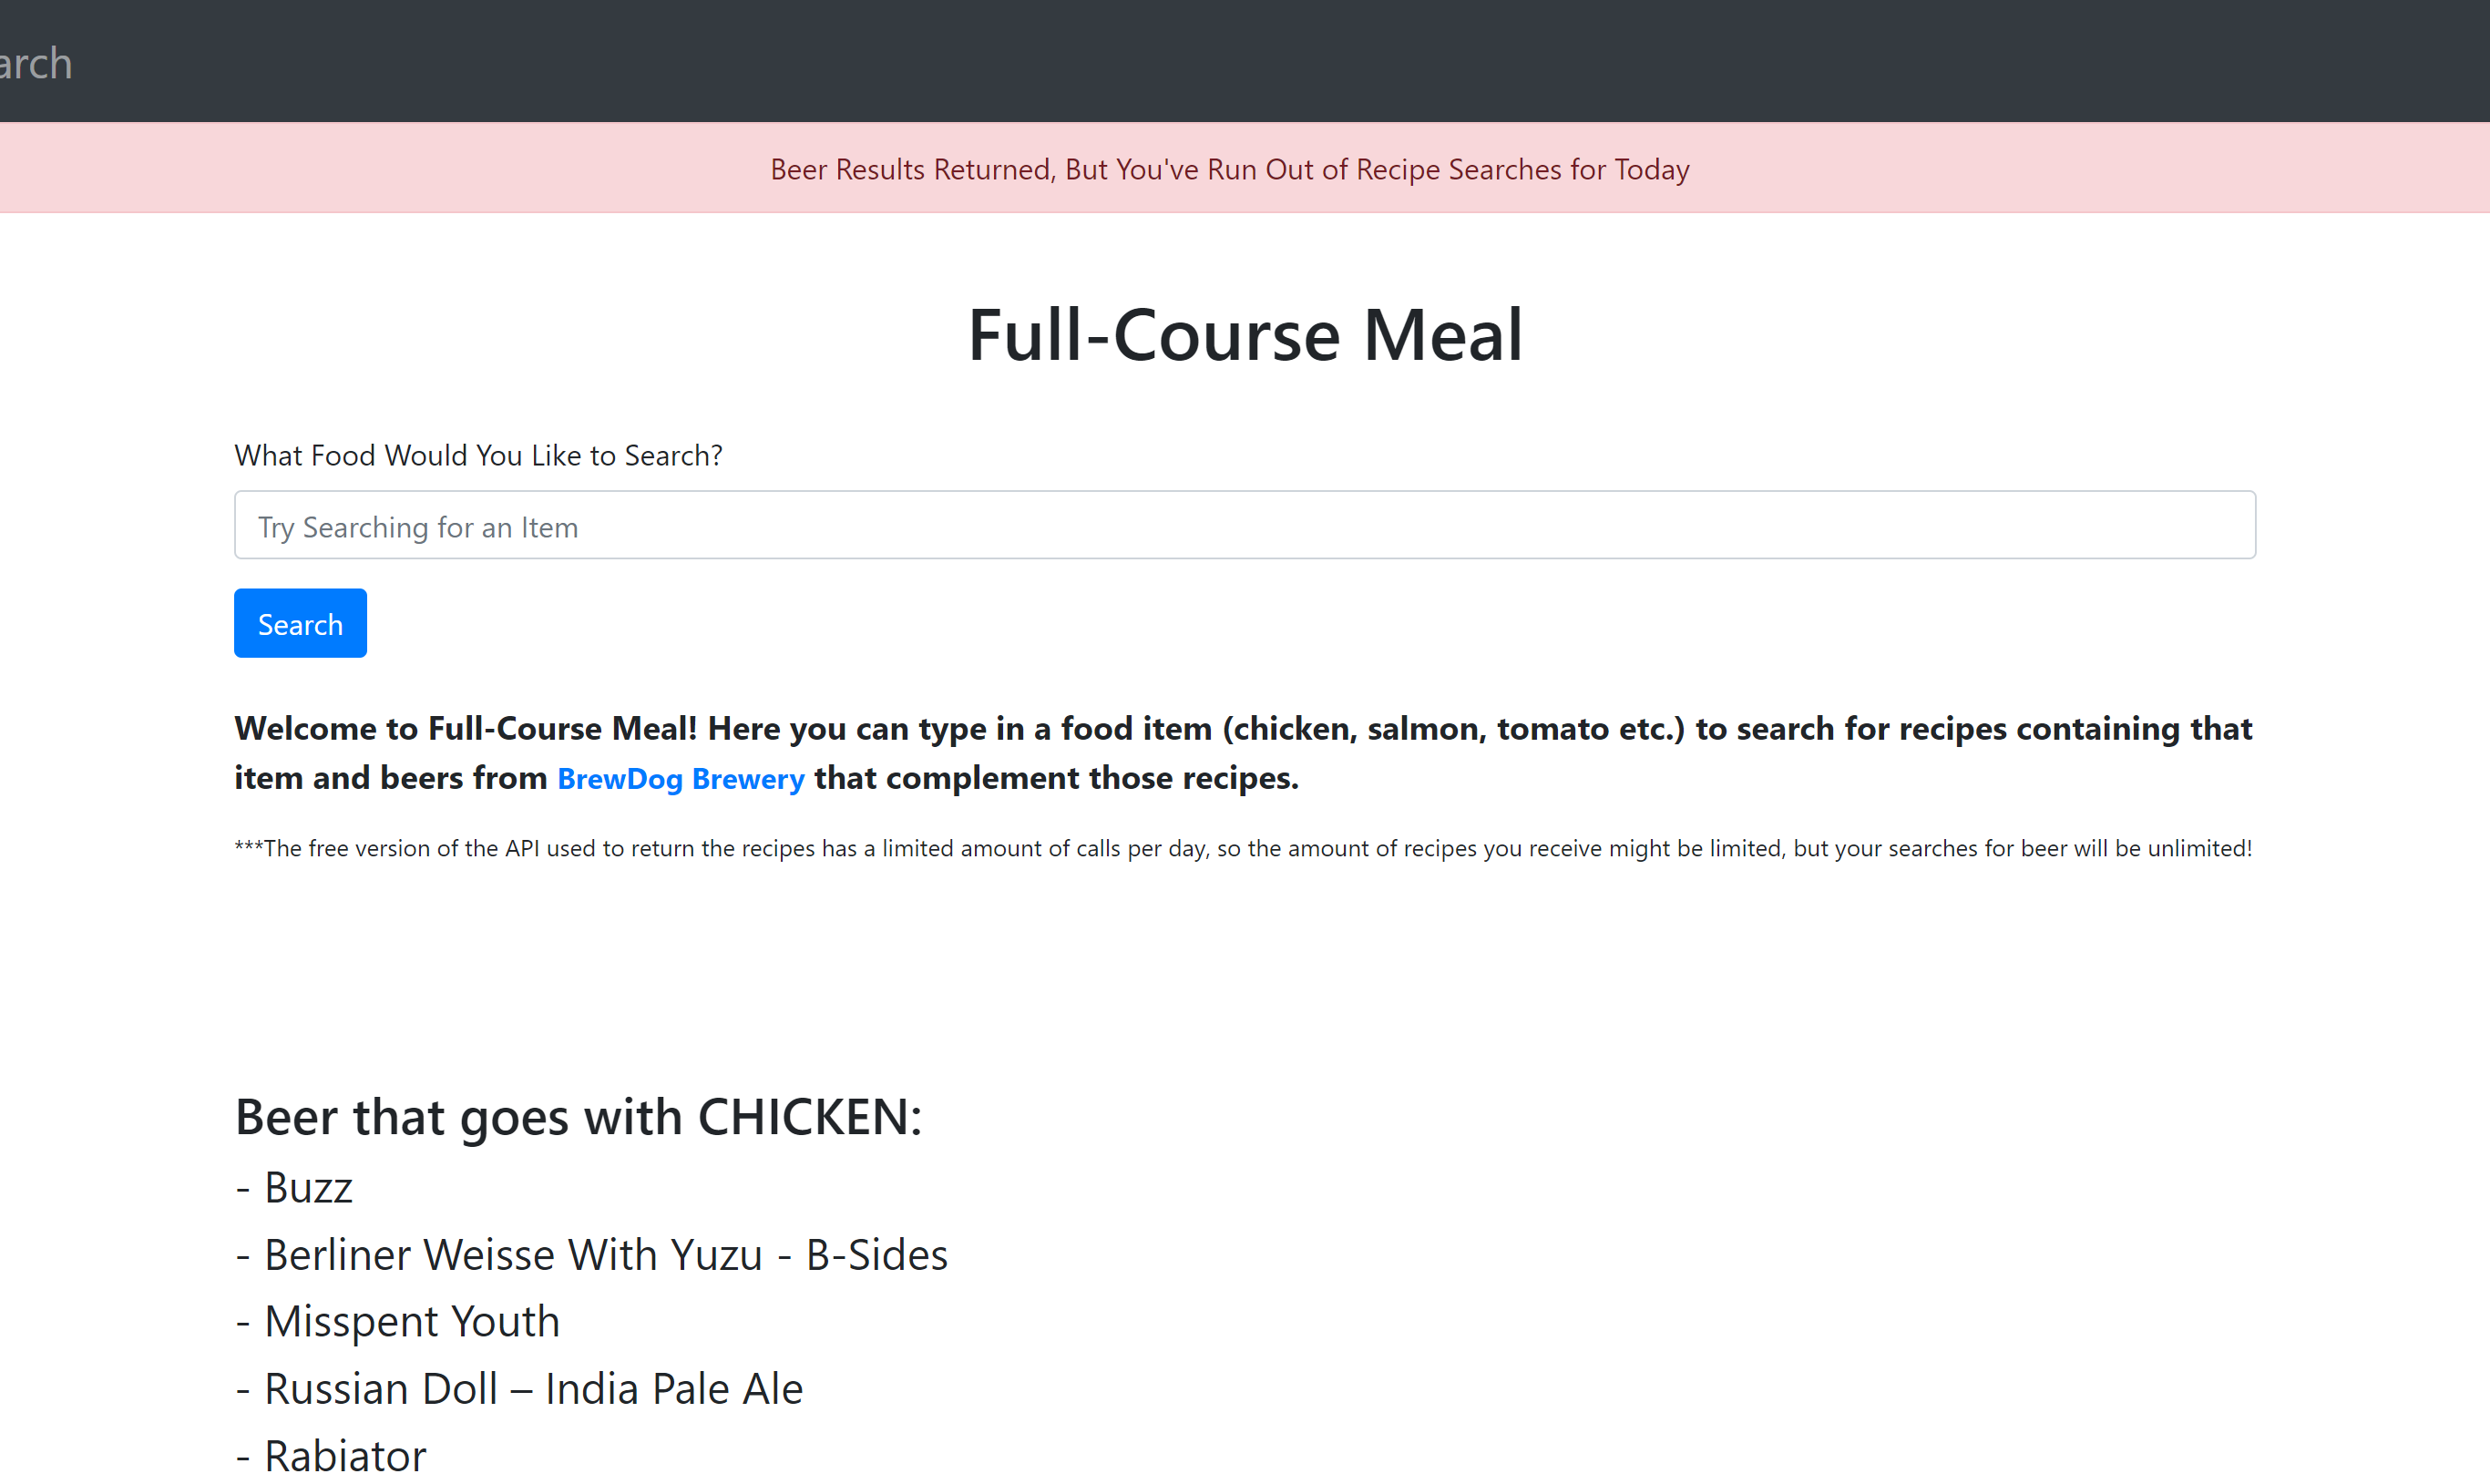 arch
Beer Results Returned, But You've Run Out of Recipe Searches for Today
Full-Course Meal
What Food Would You Like to Search?
Try Searching for an Item
Search
Welcome to Full-Course Meal! Here you can type in a food item (chicken, salmon, tomato etc.) to search for recipes containing that
item and beers from BrewDog Brewery that complement those recipes.
***The free version of the API used to return the recipes has a limited amount of calls per day, so the amount of recipes you receive might be limited, but your searches for beer will be unlimited!
Beer that goes with CHICKEN:
- Buzz
- Berliner Weisse With Yuzu - B-Sides
- Misspent Youth
- Russian Doll – India Pale Ale
- Rabiator